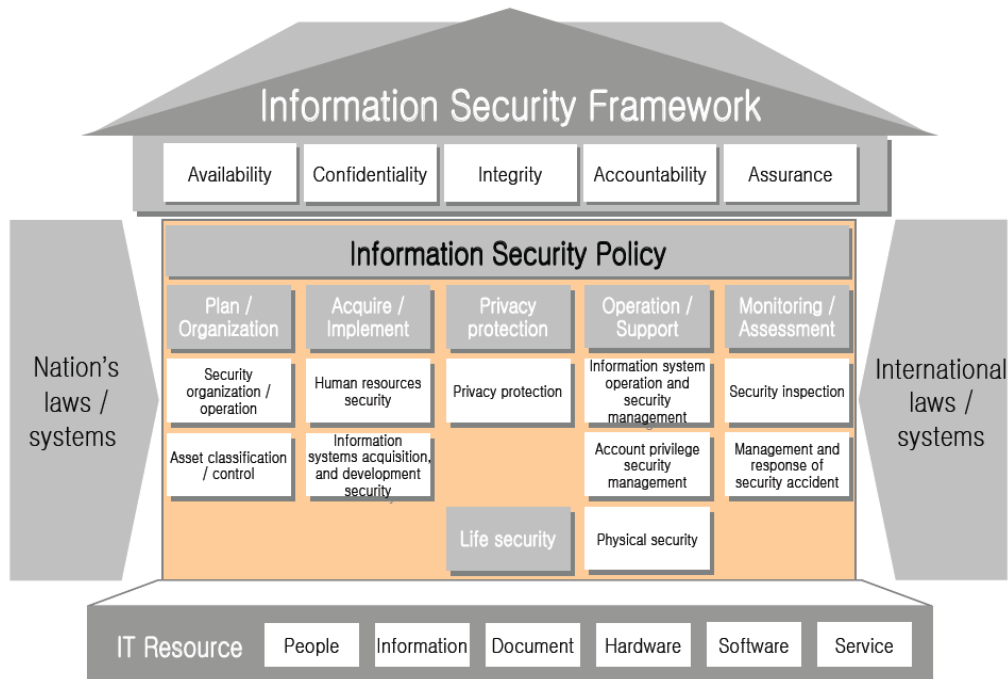 Information Security Framework
Availability
Confidentiality
Integrity
Accountability
Assurance
Information Security Policy
Nation's
laws /
systems
Plan /
Organization
Acquire /
Implement
Privacy
protection
Operation /
Support
Monitoring /
Assessment
Security
organization /
operation
Human resources
security
Privacy protection
Information system
operation and
security
management
Security inspection
Asset classification
/ control
Information
systems acquisition,
and development
security
Account privilege
security
management
Management and
response of
security accident
Life security
Physical security
International
laws /
systems
IT Resource
People
Information
Document
Hardware
Software
Service